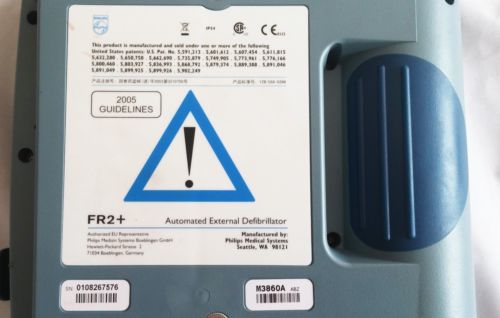 PHILIPS
IP54
This product is manufactured and sold under one or more of the following
United States patents: U.S. Pat. No. 5,591,213 5,601,612 5,607,454 5,611,815
5,632,280 5,650,750 5,662,690 5,735,879 5,749,905 5,773,961 5,776,166
5,800,460 5,803,927 5,836,993 5,868,792 5,879,374 5,889,388 5,891,046
5,891,049 5,899,925 5,899,926 5,902,249
2005
GUIDELINES
FR2+
Automated External Defibrillator
Authorized EU Representative
Philips Medizin Systeme Boeblingen GmbH
Hewlett-Packard Strasse 2
71034 Boeblingen, Germany
Manufactured by:
Philips Medical Systems
Seattle, WA 98121
SN 0108267576
M3860A ABZ